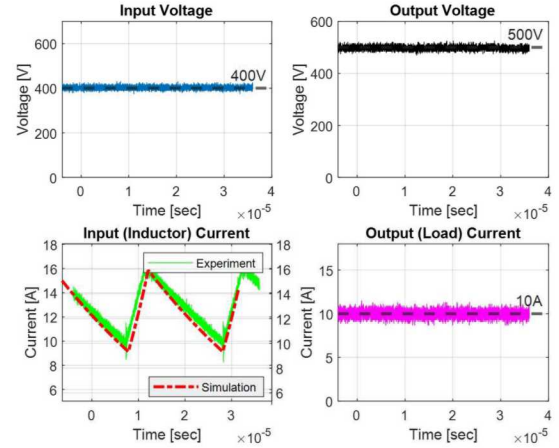 Input Voltage
Voltage [V]
600
400
200
0
400V
0 1 2 3 4
Time [sec]
×10-5
Output Voltage
Voltage [V]
600
400
200
0
500V
0 1 2 3 4
Time [sec]
×10-5
Input (Inductor) Current
Current [A]
18
16
14
12
10
8
6
18
16
14
12
10
8
6
Experiment
Simulation
0 1 2 3
Time [sec]
×10-5
Output (Load) Current
Current [A]
15
10
5
0
10A
0 1 2 3 4
Time [sec]
×10-5